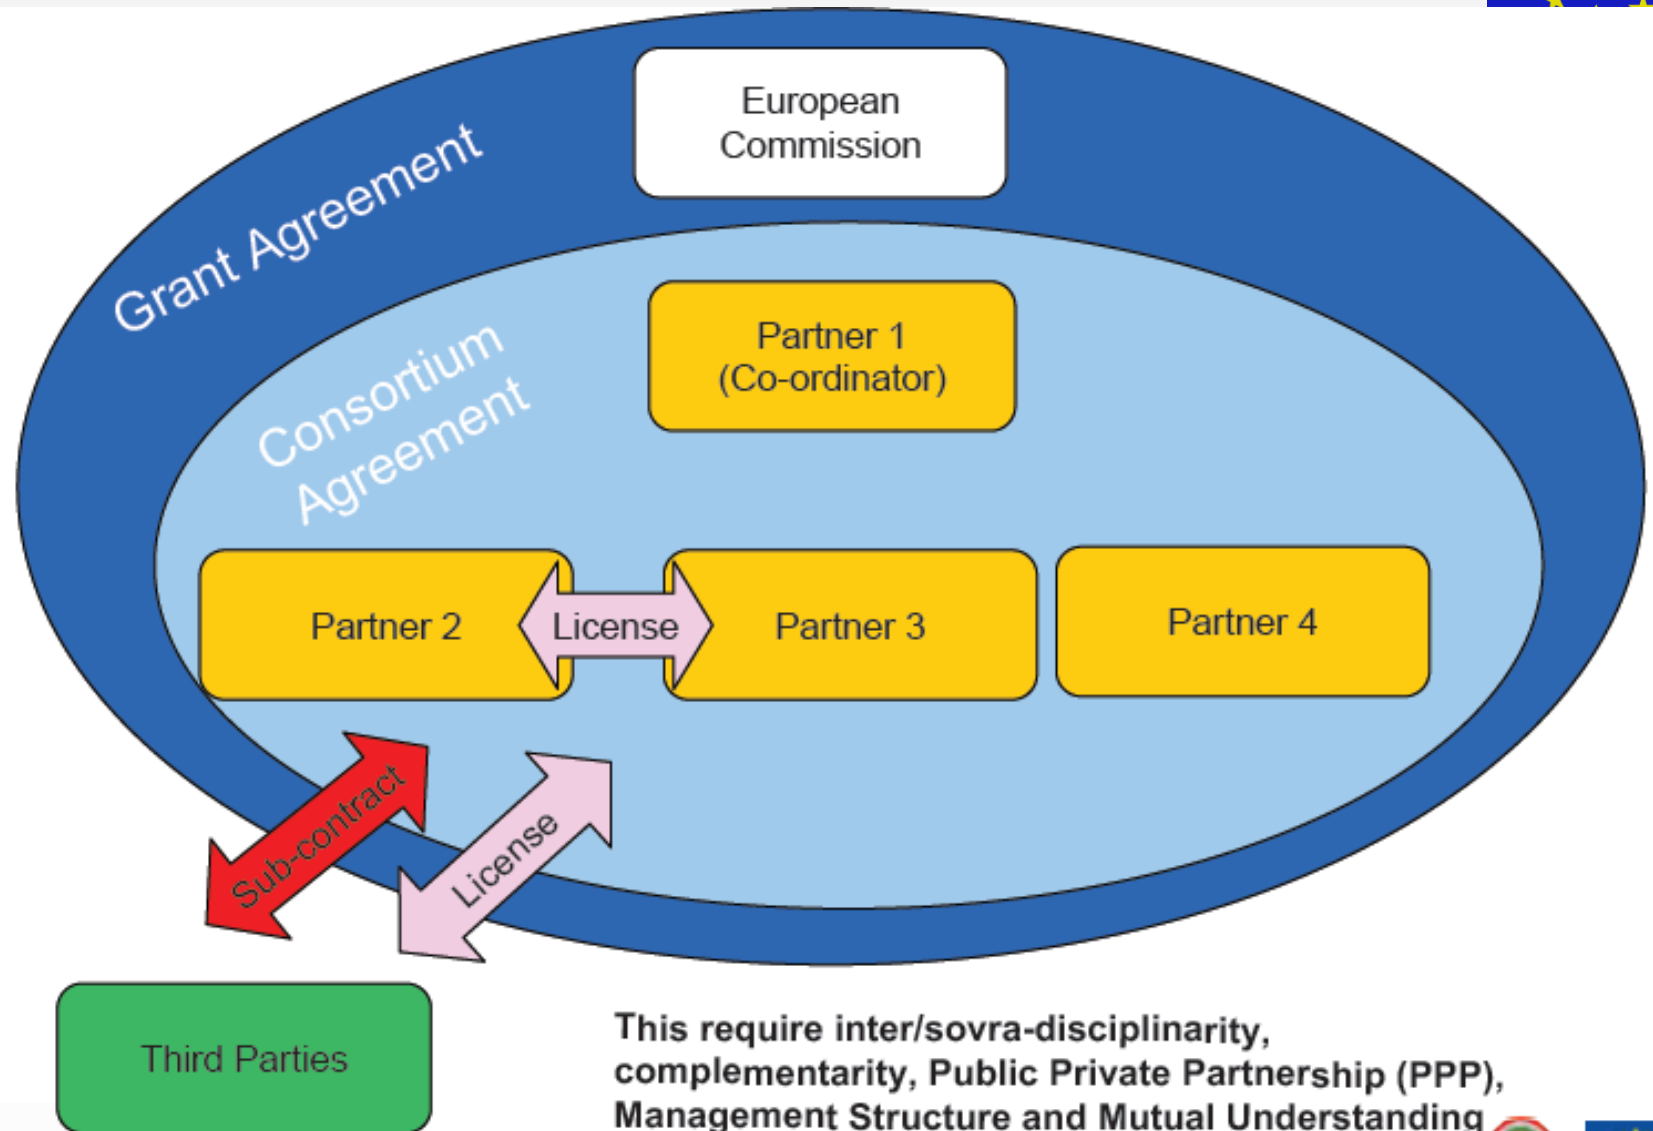 European
Commission
Grant Agreement
Partner 1
(Co-ordinator)
Consortium
Agreement
Partner 2
License
Partner 3
Partner 4
Sub-contract
License
Third Parties
This require inter/sovra-disciplinarity,
complementarity, Public Private Partnership (PPP),
Management Structure and Mutual Understanding